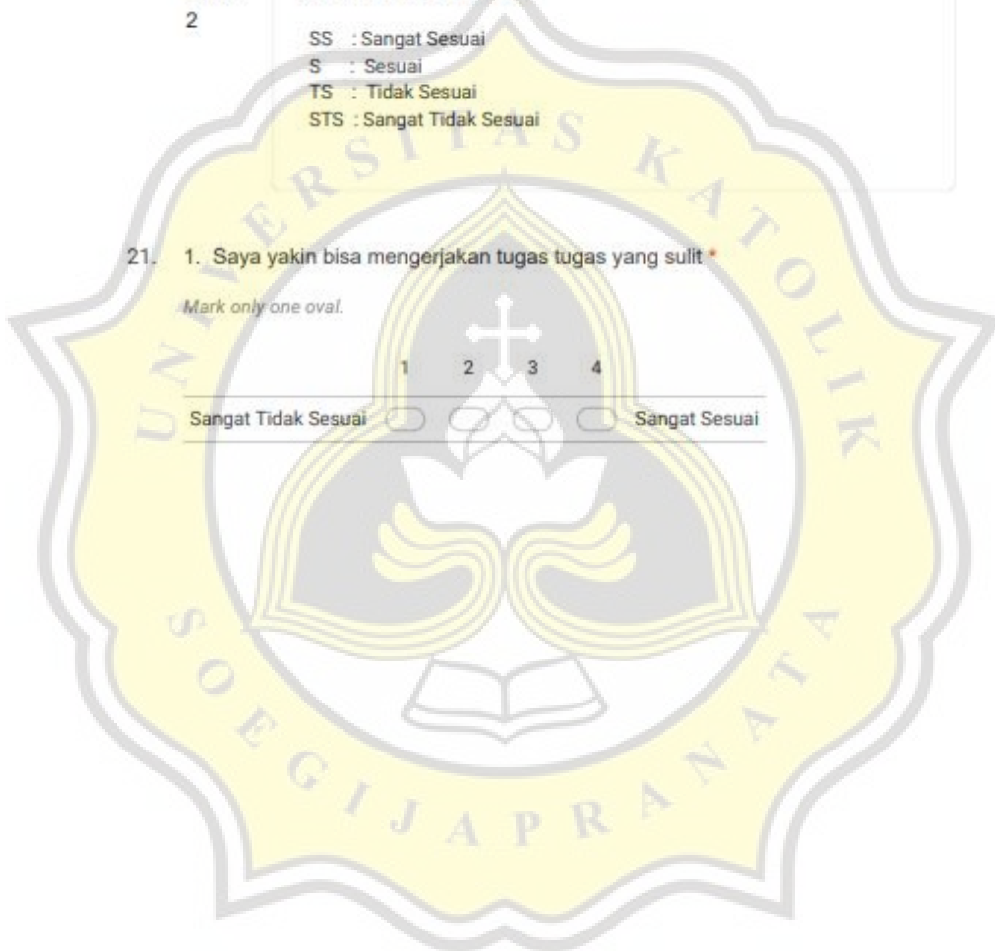 2
SS : Sangat Sesuai
S : Sesuai
TS : Tidak Sesuai
STS : Sangat Tidak Sesuai
UNIVERSITAS KATOLIK
21. 1. Saya yakin bisa mengerjakan tugas tugas yang sulit *
Mark only one oval.
1 2 3 4
Sangat Tidak Sesuai Sangat Sesuai
SOEGIJAPRANATA